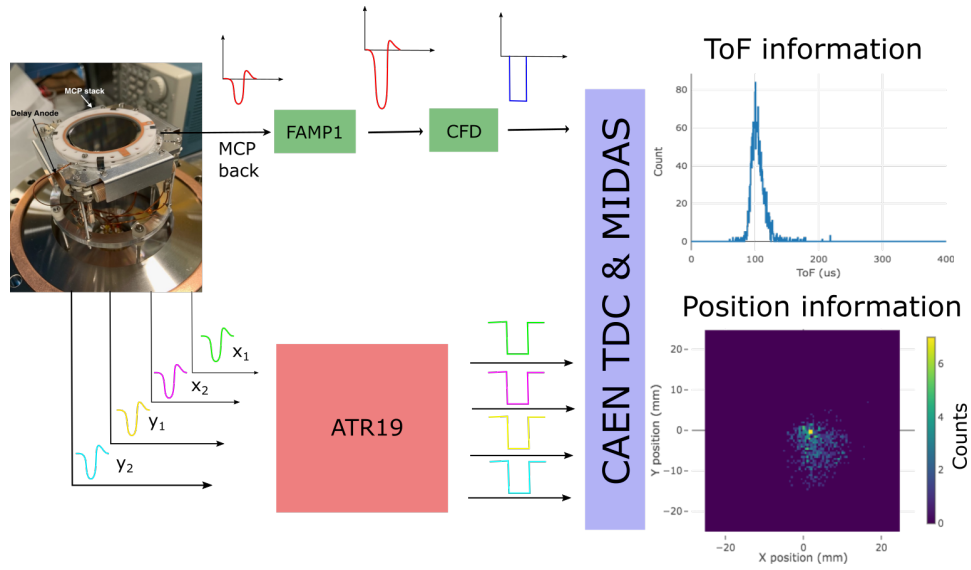 MCP stack
Delay Anode
MCP
back
FAMP1
CFD
x1
x2
y1
y2
ATR19
CAEN TDC & MIDAS
ToF information
80
60
40
20
0
Count
0
100
200
300
400
ToF (us)
Position information
20
10
0
−10
−20
Y position (mm)
−20
0
20
X position (mm)
6
4
2
0
Counts